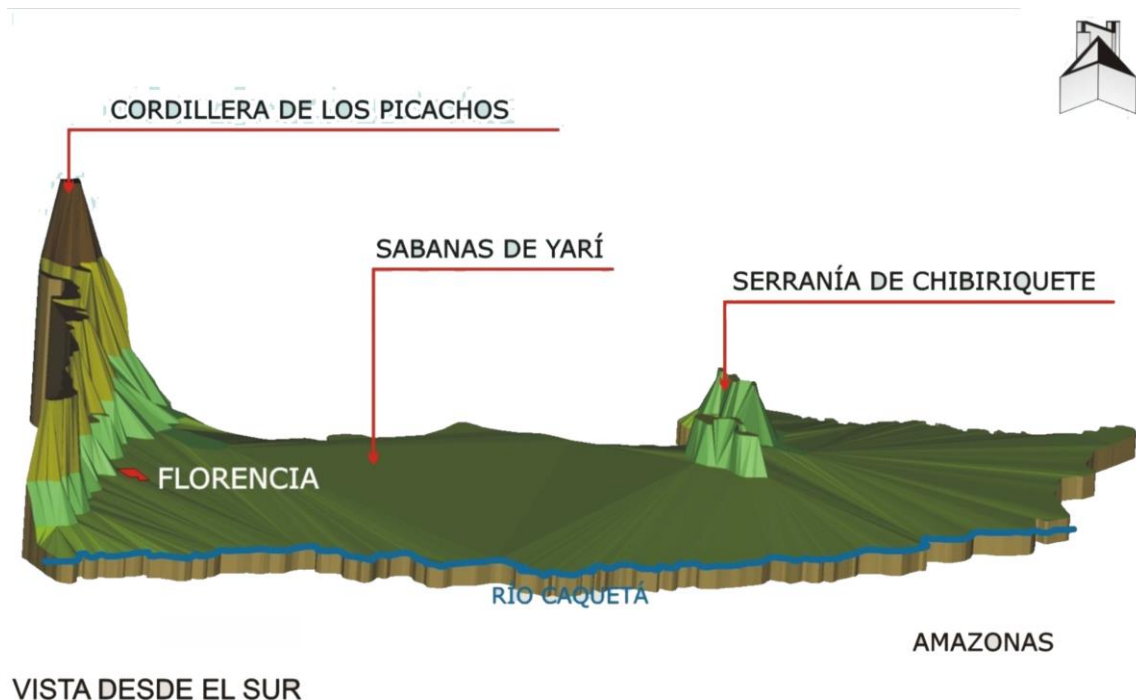 N
CORDILLERA DE LOS PICACHOS
SABANAS DE YARÍ
SERRANÍA DE CHIBIRIQUETE
FLORENCIA
RÍO CAQUETÁ
AMAZONAS
VISTA DESDE EL SUR